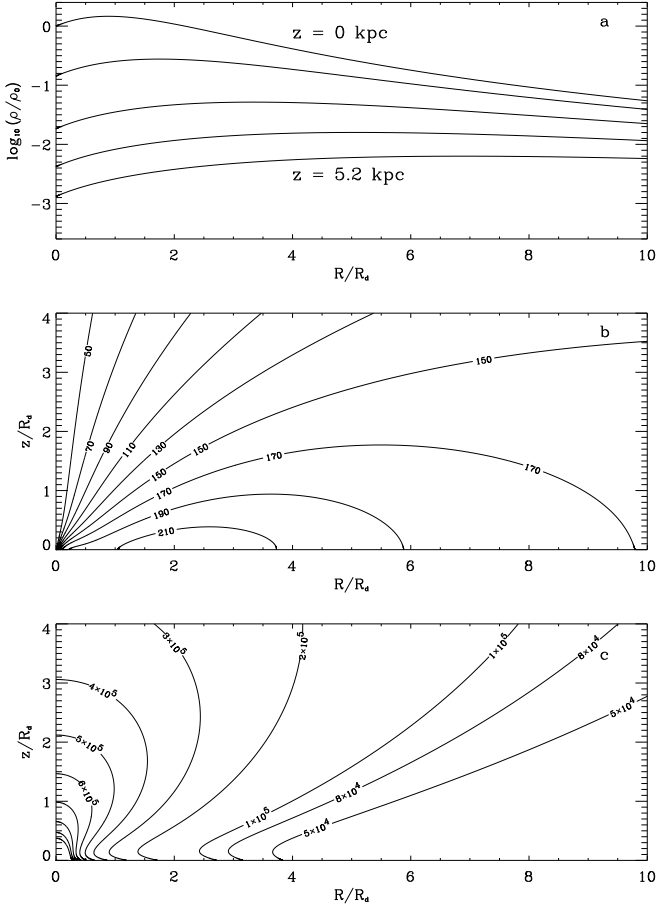 a
z = 0 kpc
z = 5.2 kpc
log₁₀(ρ/ρ₀)
0
−1
−2
−3
0 2 4 6 8 10
R/R_d
b
z/R_d
4
3
2
1
0
50
70
90
110
130
150
150
150
170
170
170
190
210
0 2 4 6 8 10
R/R_d
c
z/R_d
4
3
2
1
0
3×10⁵
2×10⁵
1×10⁵
8×10⁴
5×10⁴
4×10⁵
5×10⁵
6×10⁵
1×10⁵
8×10⁴
5×10⁴
0 2 4 6 8 10
R/R_d